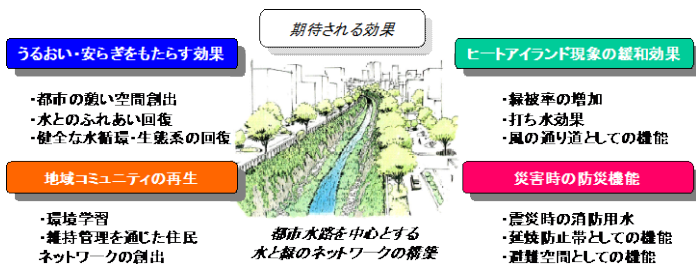 期待される効果
うるおい・安らぎをもたらす効果
・都市の憩い空間創出
・水とのふれあい回復
・健全な水循環・生態系の回復
ヒートアイランド現象の緩和効果
・緑被率の増加
・打ち水効果
・風の通り道としての機能
地域コミュニティの再生
・環境学習
・維持管理を通じた住民
ネットワークの創出
災害時の防災機能
・震災時の消防用水
・延焼防止帯としての機能
・避難空間としての機能
都市水路を中心とする
水と緑のネットワークの構築